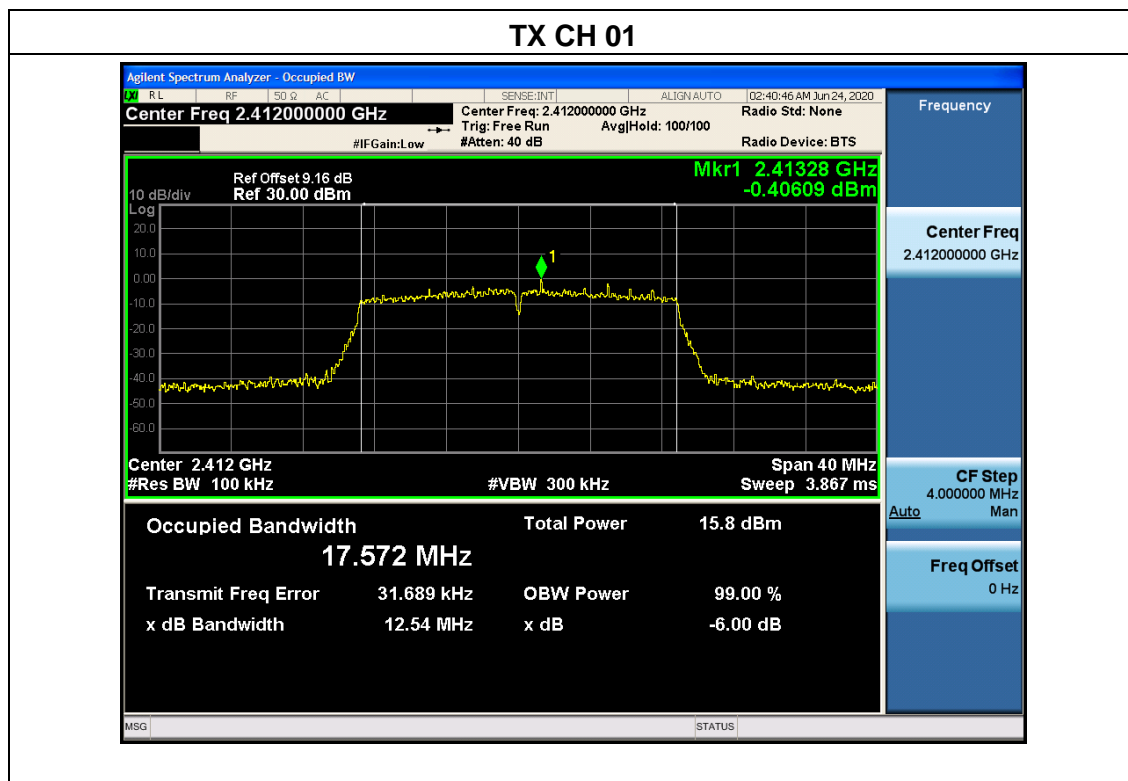 TX CH 01
Agilent Spectrum Analyzer - Occupied BW
LXI RL RF 50 Ω AC SENSE:INT ALIGN AUTO 02:40:46 AM Jun 24, 2020
Center Freq 2.412000000 GHz
Center Freq: 2.412000000 GHz Radio Std: None
Trig: Free Run Avg|Hold: 100/100
#IFGain:Low #Atten: 40 dB Radio Device: BTS
Mkr1 2.41328 GHz
-0.40609 dBm
Ref Offset 9.16 dB
10 dB/div Ref 30.00 dBm
Log
20.0
10.0
0.00
-10.0
-20.0
-30.0
-40.0
-50.0
-60.0
1
Center 2.412 GHz Span 40 MHz
#Res BW 100 kHz #VBW 300 kHz Sweep 3.867 ms
Occupied Bandwidth Total Power 15.8 dBm
17.572 MHz
Transmit Freq Error 31.689 kHz OBW Power 99.00 %
x dB Bandwidth 12.54 MHz x dB -6.00 dB
Frequency
Center Freq
2.412000000 GHz
CF Step
4.000000 MHz
Auto Man
Freq Offset
0 Hz
MSG STATUS